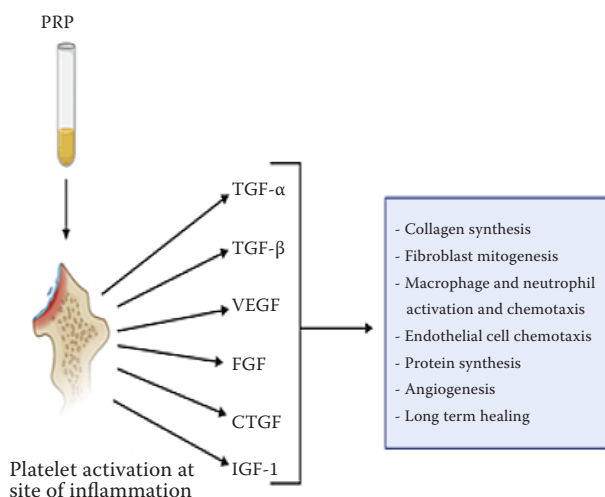 PRP
TGF-α
TGF-β
VEGF
FGF
CTGF
IGF-1
Platelet activation at
site of inflammation
- Collagen synthesis
- Fibroblast mitogenesis
- Macrophage and neutrophil
activation and chemotaxis
- Endothelial cell chemotaxis
- Protein synthesis
- Angiogenesis
- Long term healing